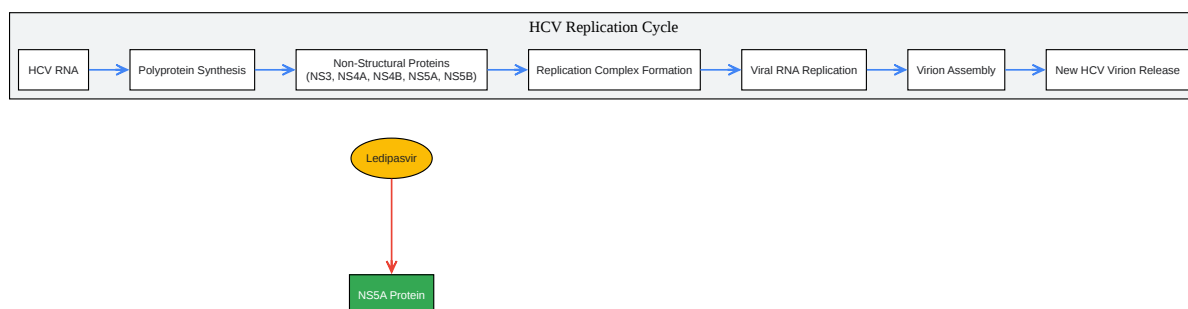 HCV Replication Cycle
HCV RNA
Polyprotein Synthesis
Non-Structural Proteins
(NS3, NS4A, NS4B, NS5A, NS5B)
Replication Complex Formation
Viral RNA Replication
Virion Assembly
New HCV Virion Release
Ledipasvir
NS5A Protein